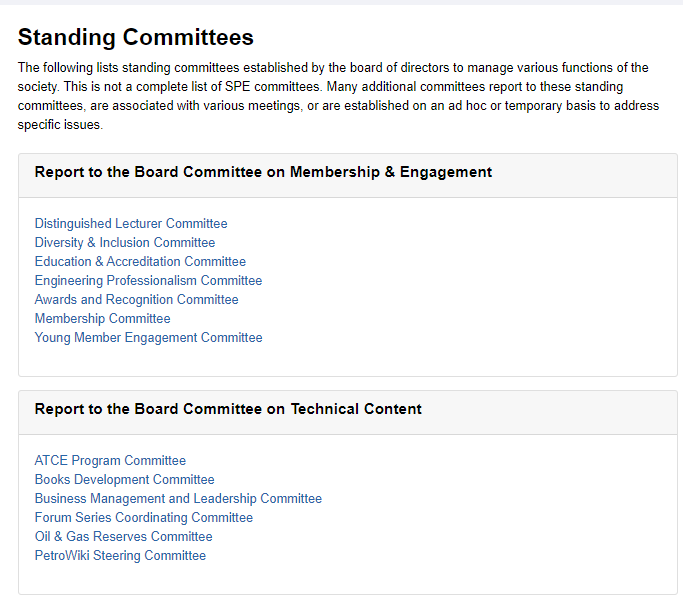 Standing Committees
The following lists standing committees established by the board of directors to manage various functions of the
society. This is not a complete list of SPE committees. Many additional committees report to these standing
committees, are associated with various meetings, or are established on an ad hoc or temporary basis to address
specific issues.
Report to the Board Committee on Membership & Engagement
Distinguished Lecturer Committee
Diversity & Inclusion Committee
Education & Accreditation Committee
Engineering Professionalism Committee
Awards and Recognition Committee
Membership Committee
Young Member Engagement Committee
Report to the Board Committee on Technical Content
ATCE Program Committee
Books Development Committee
Business Management and Leadership Committee
Forum Series Coordinating Committee
Oil & Gas Reserves Committee
PetroWiki Steering Committee